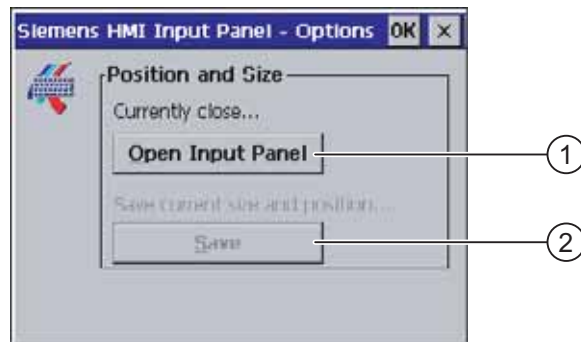 Siemens HMI Input Panel - Options OK ×
Position and Size
Currently close...
Open Input Panel
1
Save current size and position....
Save
2